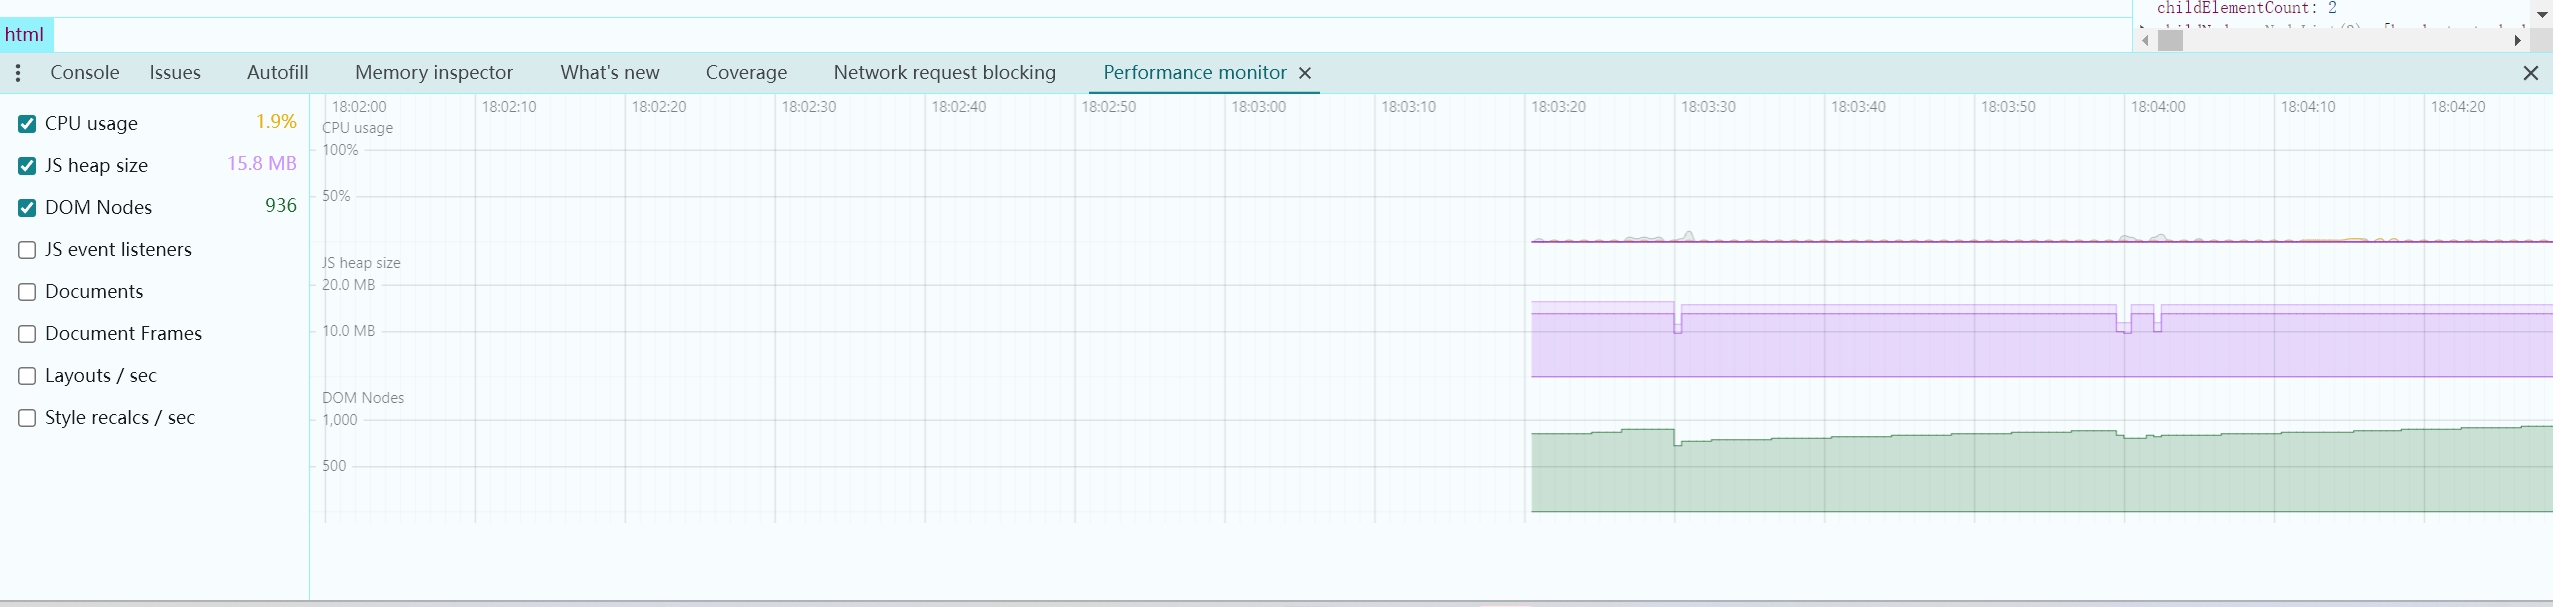 childElementCount: 2
html
Console Issues Autofill Memory inspector What's new Coverage Network request blocking Performance monitor
18:02:00 18:02:10 18:02:20 18:02:30 18:02:40 18:02:50 18:03:00 18:03:10 18:03:20 18:03:30 18:03:40 18:03:50 18:04:00 18:04:10 18:04:20
CPU usage 1.9%
JS heap size 15.8 MB
DOM Nodes 936
JS event listeners
Documents
Document Frames
Layouts / sec
Style recalcs / sec
CPU usage
100%
50%
JS heap size
20.0 MB
10.0 MB
DOM Nodes
1,000
500